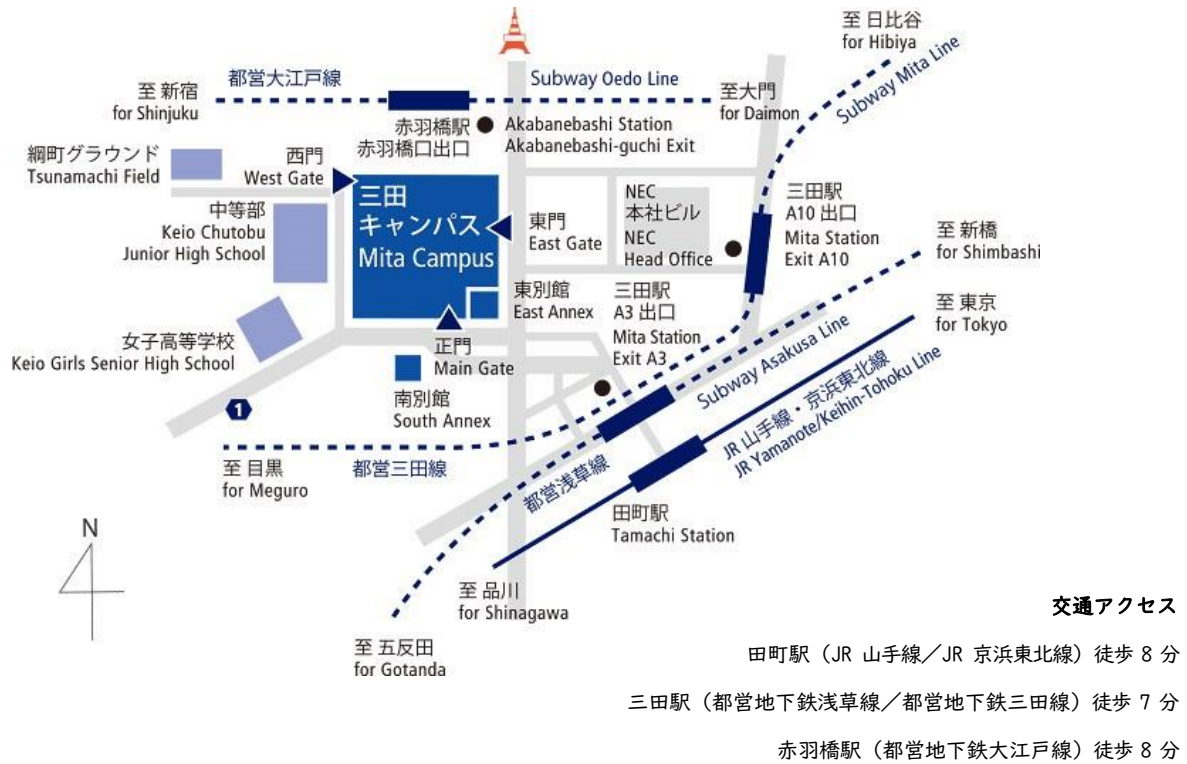 至 日比谷
for Hibiya
Subway Mita Line
都営大江戸線
Subway Oedo Line
至 新宿
for Shinjuku
至大門
for Daimon
赤羽橋駅
赤羽橋口出口
Akabanebashi Station
Akabanebashi-guchi Exit
綱町グラウンド
Tsunamachi Field
西門
West Gate
三田
キャンパス
Mita Campus
中等部
Keio Chutobu
Junior High School
東門
East Gate
NEC
本社ビル
NEC
Head Office
三田駅
A10 出口
Mita Station
Exit A10
至 新橋
for Shimbashi
東別館
East Annex
三田駅
A3 出口
Mita Station
Exit A3
至 東京
for Tokyo
女子高等学校
Keio Girls Senior High School
正門
Main Gate
南別館
South Annex
Subway Asakusa Line
JR 山手線・京浜東北線
JR Yamanote/Keihin-Tohoku Line
1
至 目黒
for Meguro
都営三田線
都営浅草線
田町駅
Tamachi Station
N
至 品川
for Shinagawa
至 五反田
for Gotanda
交通アクセス
田町駅（JR 山手線／JR 京浜東北線）徒歩 8 分
三田駅（都営地下鉄浅草線／都営地下鉄三田線）徒歩 7 分
赤羽橋駅（都営地下鉄大江戸線）徒歩 8 分